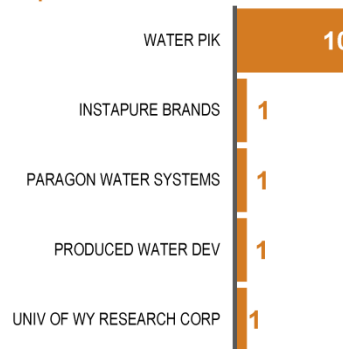 WATER PIK
INSTAPURE BRANDS 1
PARAGON WATER SYSTEMS 1
PRODUCED WATER DEV 1
UNIV OF WY RESEARCH CORP 1